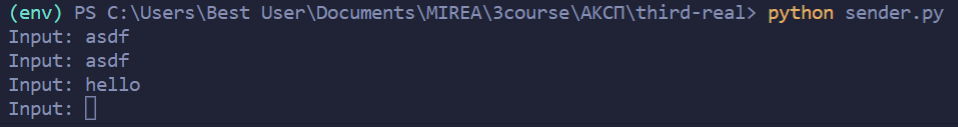 (env) PS C:\Users\Best User\Documents\MIREA\3course\АКСП\third-real> python sender.py
Input: asdf
Input: asdf
Input: hello
Input: